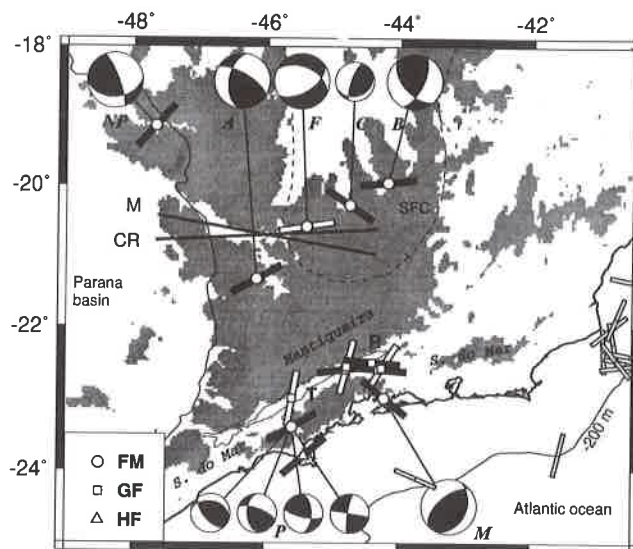 -48 -46 -44 -42
-18
NP A F C B
-20
M
SFC
CR
Parana
basin
-22
Mantiqueira
R
S. do Mar
T
-200 m
-24
S. do Mar
FM
GF
HF
P
M
Atlantic ocean